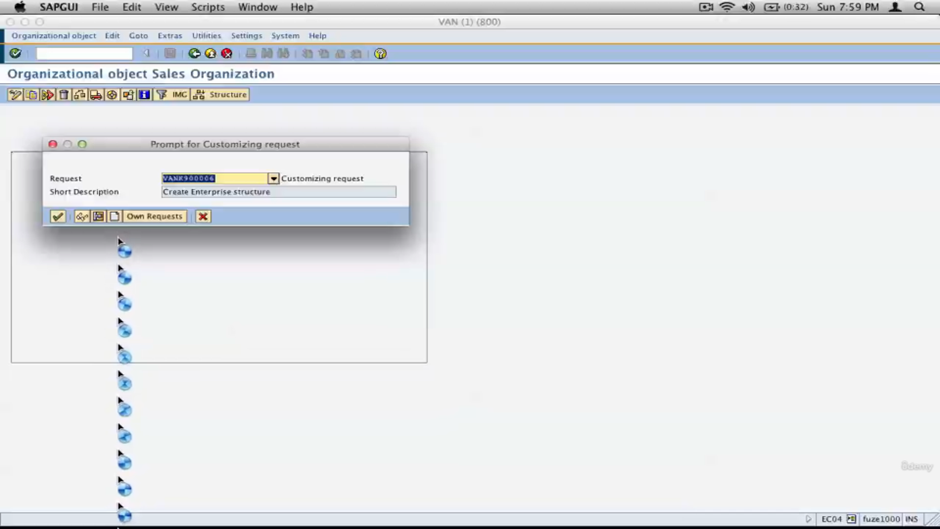 SAPGUI File Edit View Scripts Window Help (0:32) Sun 7:59 PM
VAN (1) (800)
Organizational object Edit Goto Extras Utilities Settings System Help
Organizational object Sales Organization
IMG Structure
Prompt for Customizing request
Request VANK900006 Customizing request
Short Description Create Enterprise structure
Own Requests
Udemy
EC04 fuze1000 INS